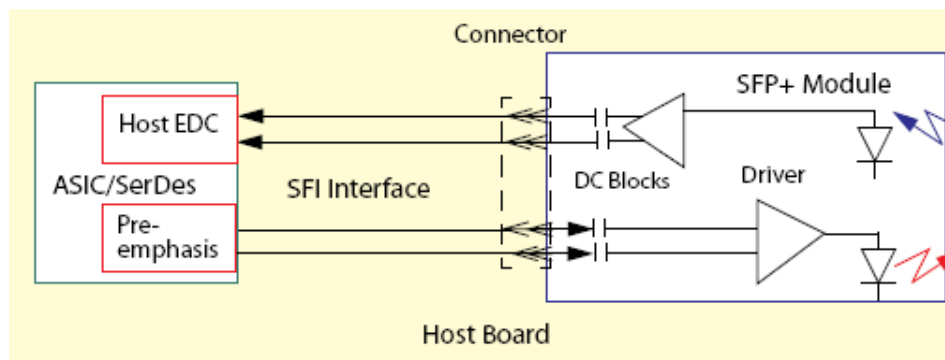 Connector
SFP+ Module
Host EDC
ASIC/SerDes
SFI Interface
DC Blocks
Driver
Pre-
emphasis
Host Board